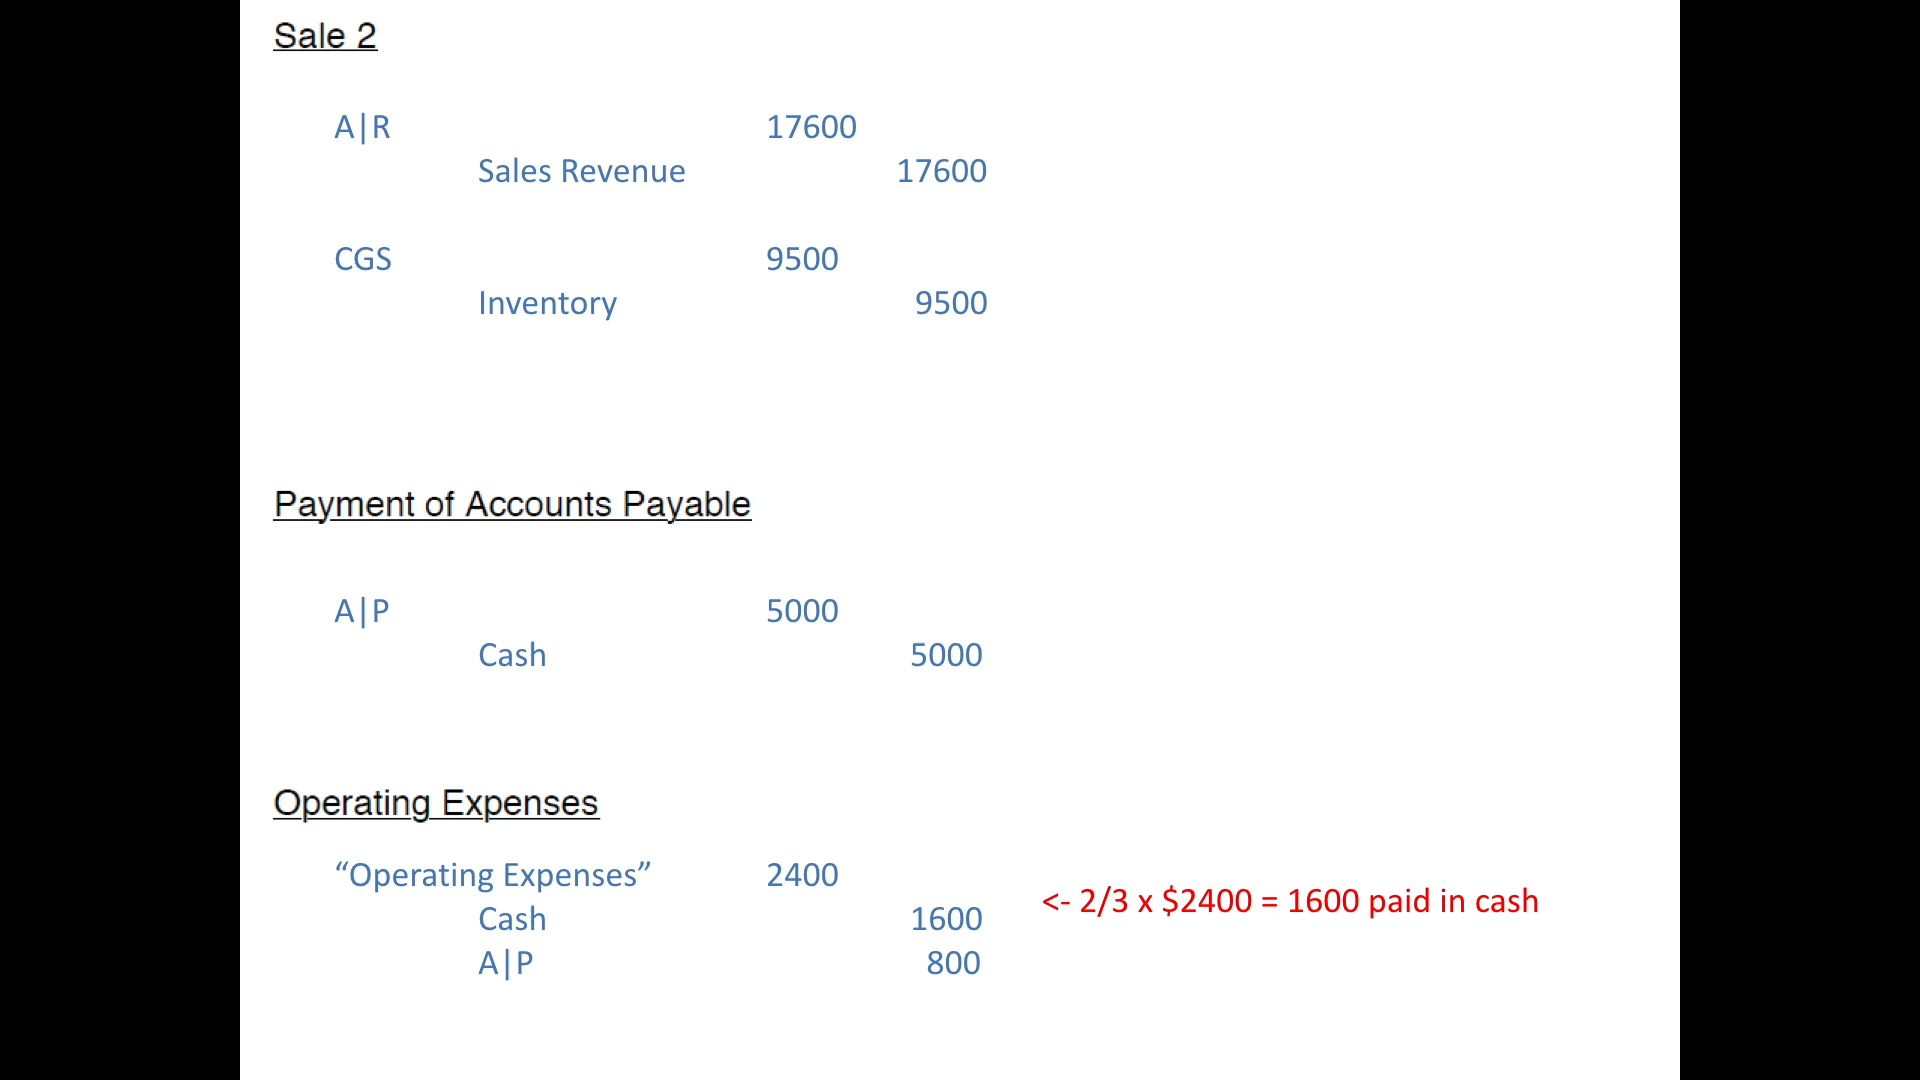 Sale 2
A|R 17600
Sales Revenue 17600
CGS 9500
Inventory 9500
Payment of Accounts Payable
A|P 5000
Cash 5000
Operating Expenses
“Operating Expenses” 2400
<- 2/3 x $2400 = 1600 paid in cash
Cash 1600
A|P 800